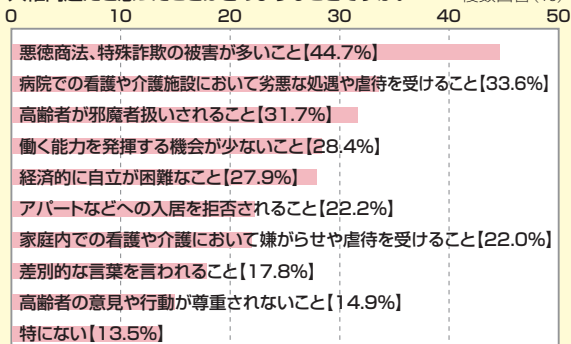 0 10 20 30 40 50
悪徳商法、特殊詐欺の被害が多いこと【44.7%】
病院での看護や介護施設において劣悪な処遇や虐待を受けること【33.6%】
高齢者が邪魔者扱いされること【31.7%】
働く能力を発揮する機会が少ないこと【28.4%】
経済的に自立が困難なこと【27.9%】
アパートなどへの入居を拒否されること【22.2%】
家庭内での看護や介護において嫌がらせや虐待を受けること【22.0%】
差別的な言葉を言われること【17.8%】
高齢者の意見や行動が尊重されないこと【14.9%】
特にない【13.5%】